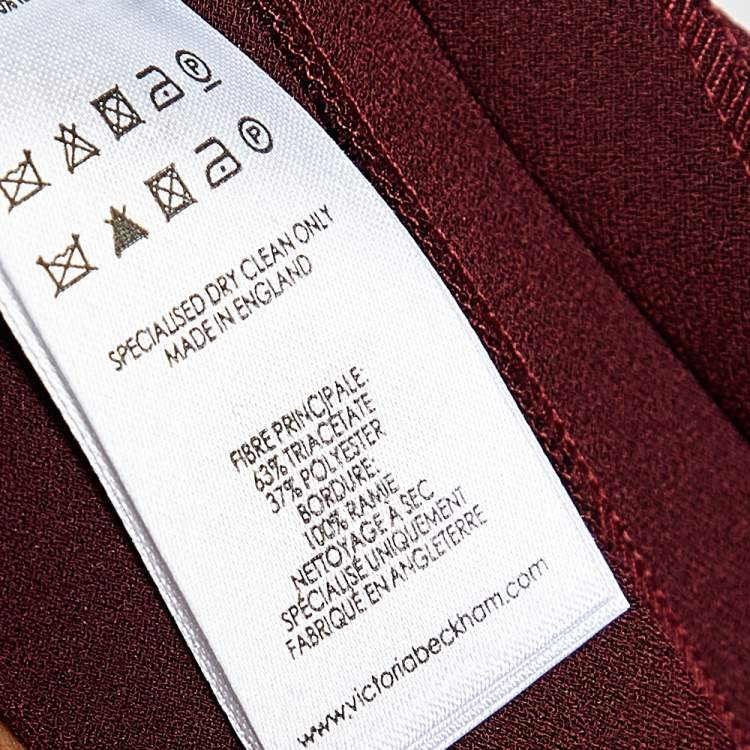 P
P
SPECIALISED DRY CLEAN ONLY
MADE IN ENGLAND
FIBRE PRINCIPALE:
63% TRIACETATE
37% POLYESTER
BORDURE:
100% RAMIE
NETTOYAGE A SEC
SPÉCIALISÉ UNIQUEMENT
FABRIQUÉ EN ANGLETERRE
www.victoriabeckham.com